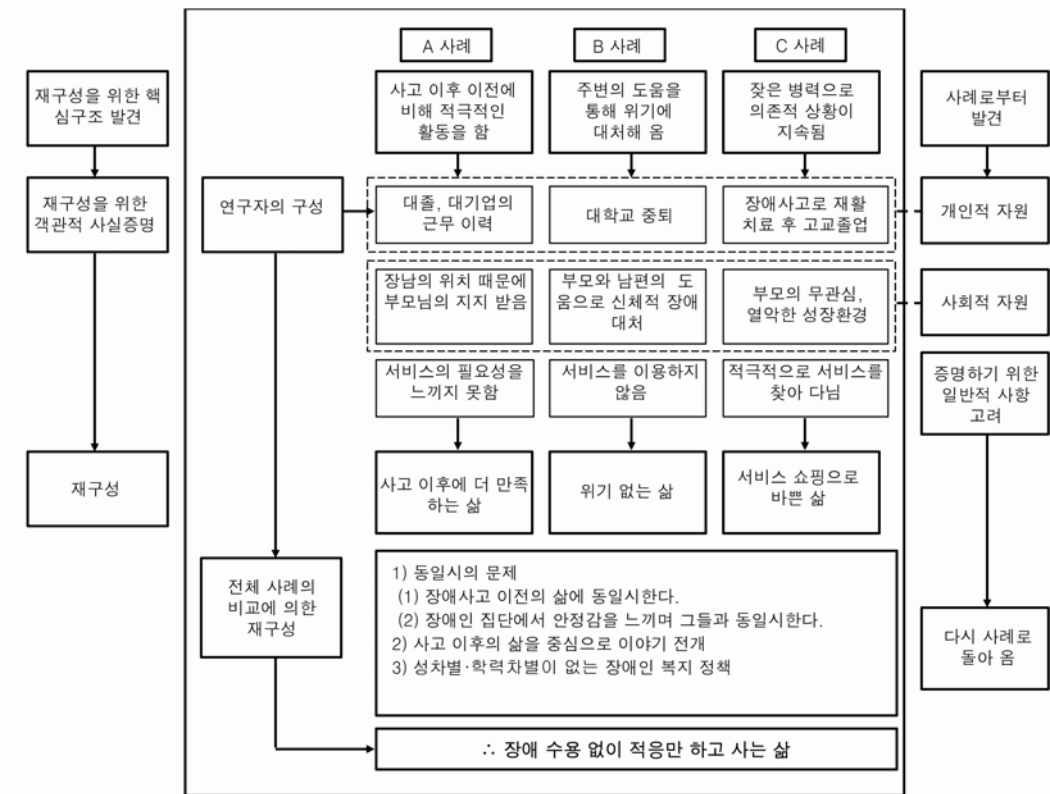 A 사례
B 사례
C 사례
재구성을 위한 핵
심구조 발견
사고 이후 이전에
비해 적극적인
활동을 함
주변의 도움을
통해 위기에
대처해 옴
잦은 병력으로
의존적 상황이
지속됨
사례로부터
발견
재구성을 위한
객관적 사실증명
연구자의 구성
대졸, 대기업의
근무 이력
대학교 중퇴
장애사고로 재활
치료 후 고교졸업
개인적 자원
장남의 위치 때문에
부모님의 지지 받음
부모와 남편의 도
움으로 신체적 장애
대처
부모의 무관심,
열악한 성장환경
사회적 자원
서비스의 필요성을
느끼지 못함
서비스를 이용하지
않음
적극적으로 서비스를
찾아 다님
증명하기 위한
일반적 사항
고려
재구성
사고 이후에 더 만족
하는 삶
위기 없는 삶
서비스 쇼핑으로
바쁜 삶
전체 사례의
비교에 의한
재구성
1) 동일시의 문제
(1) 장애사고 이전의 삶에 동일시한다.
(2) 장애인 집단에서 안정감을 느끼며 그들과 동일시한다.
2) 사고 이후의 삶을 중심으로 이야기 전개
3) 성차별·학력차별이 없는 장애인 복지 정책
다시 사례로
돌아 옴
∴ 장애 수용 없이 적응만 하고 사는 삶